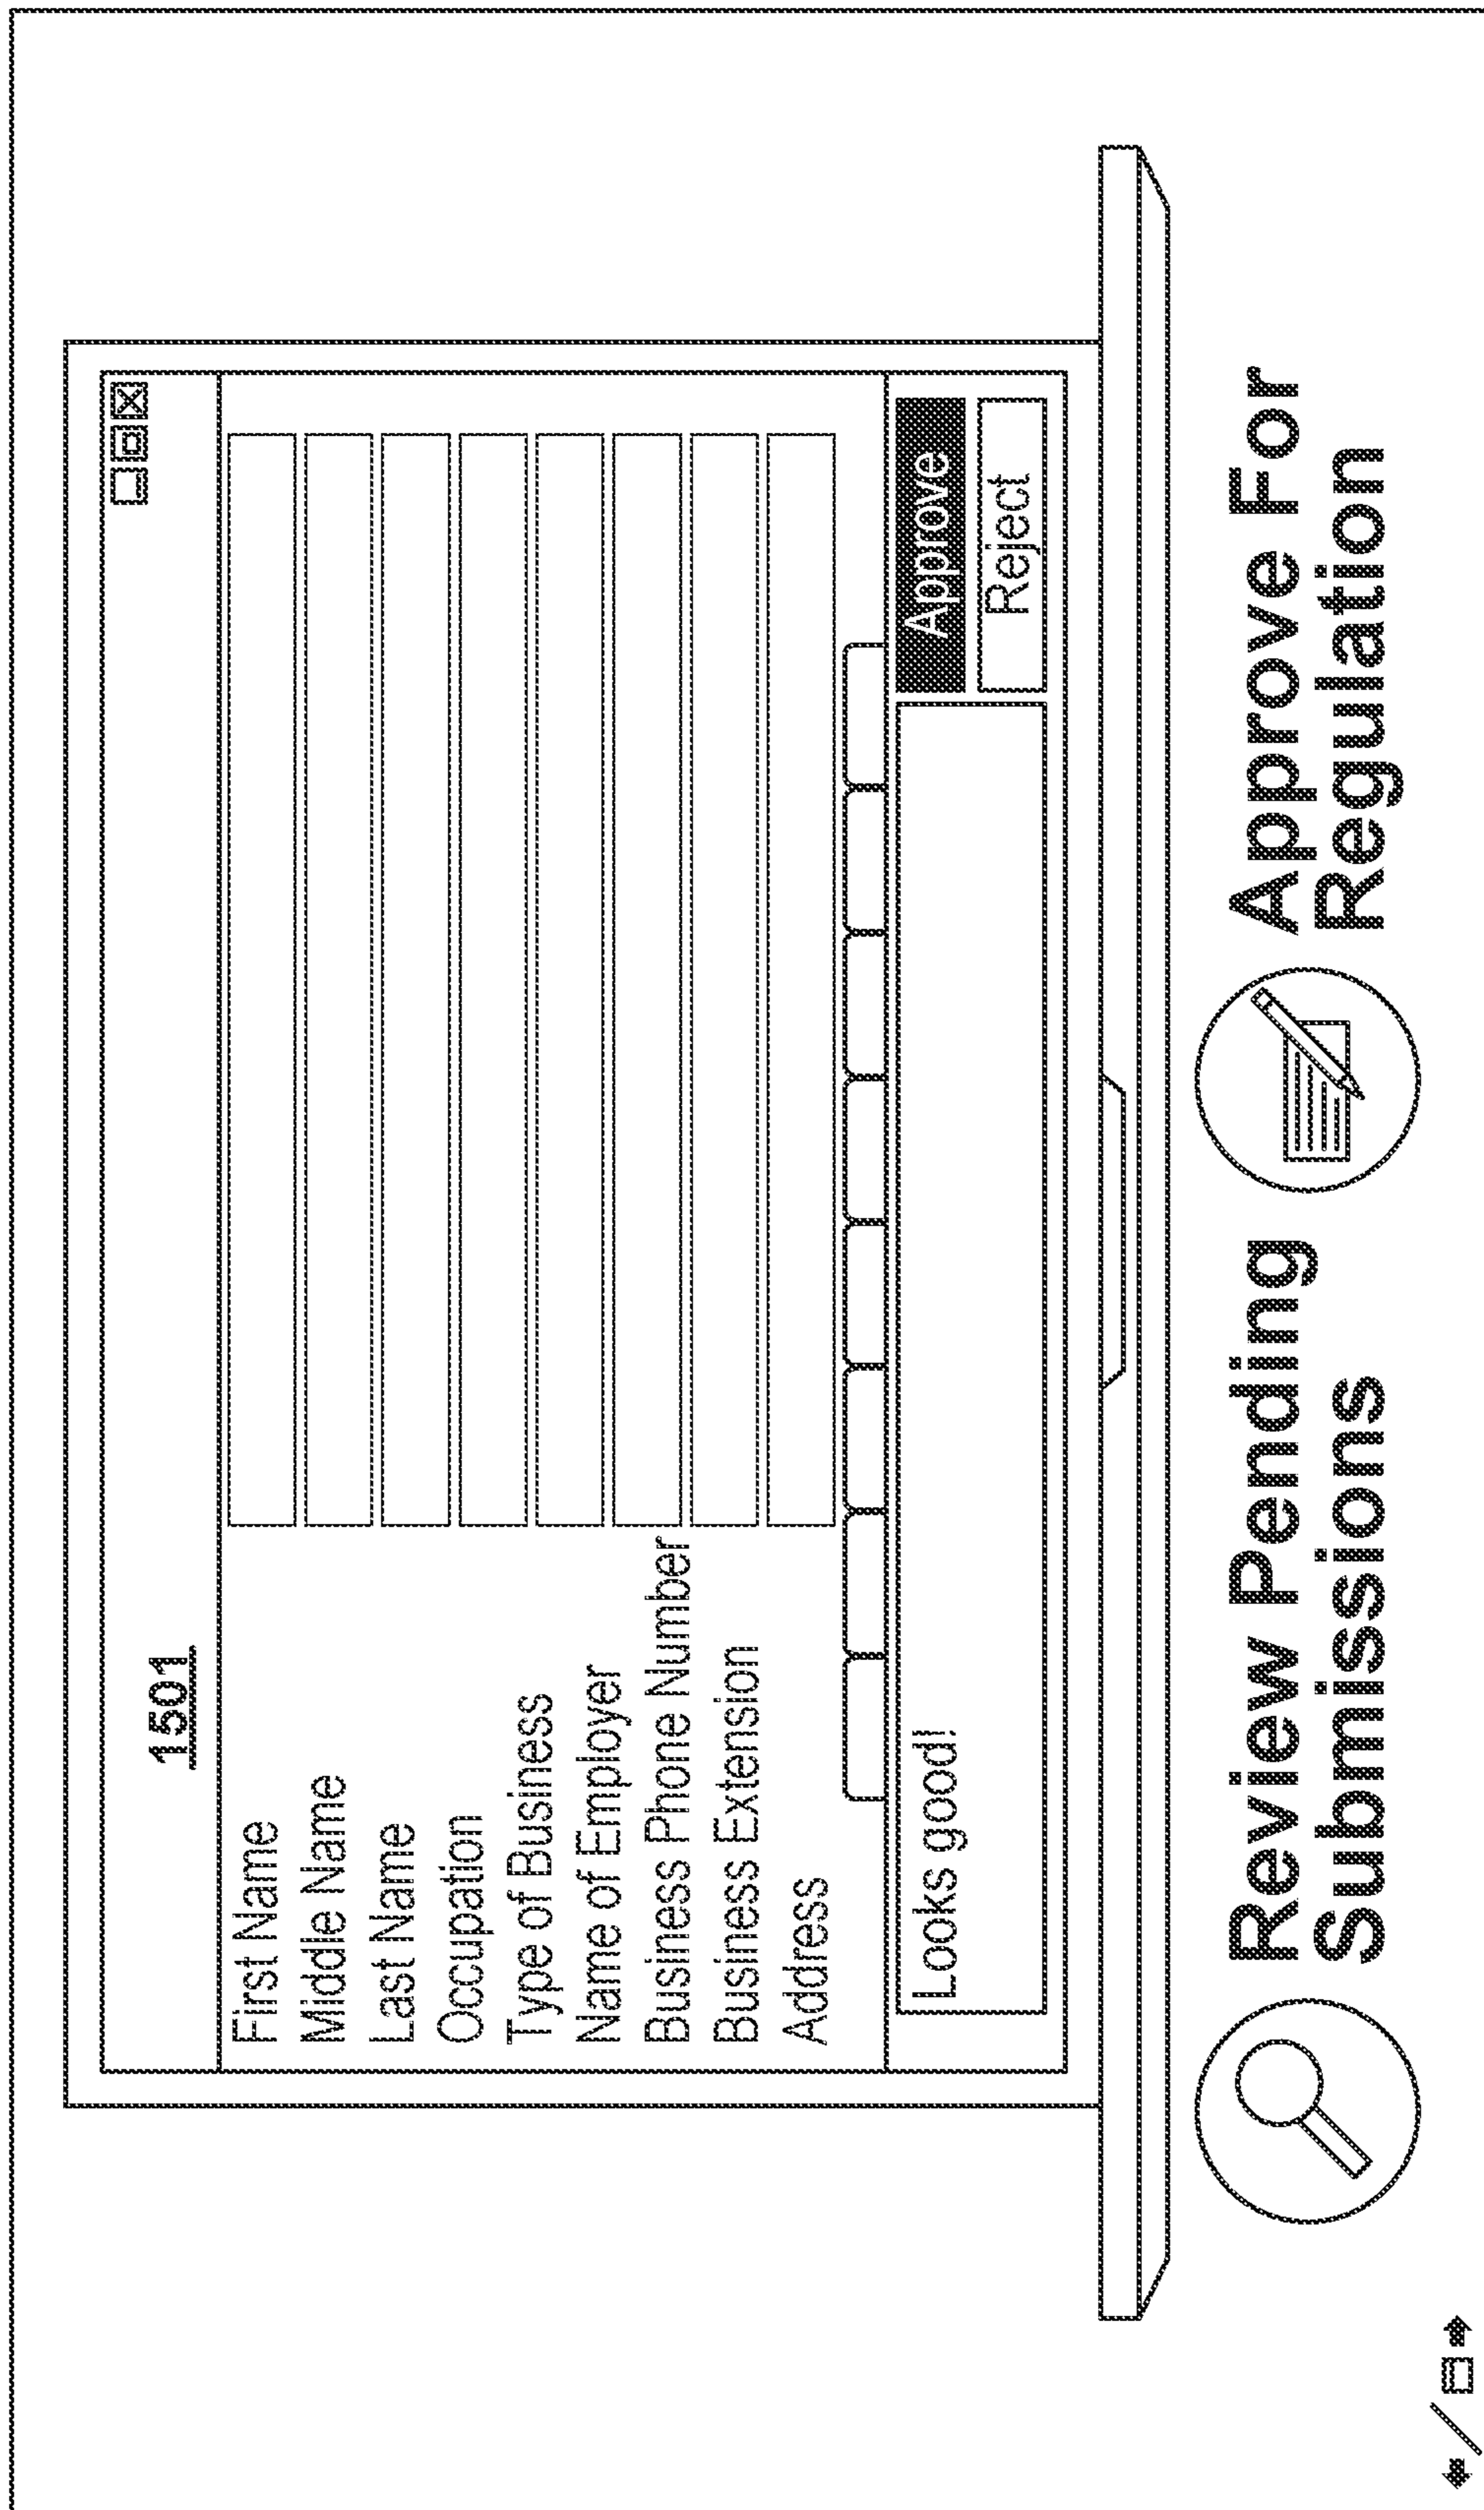 1501
First Name
Middle Name
Last Name
Occupation
Type of Business
Name of Employer
Business Phone Number
Business Extension
Address
Looks good!
Approve
Reject
Review Pending
Submissions
Approve For
Regulation